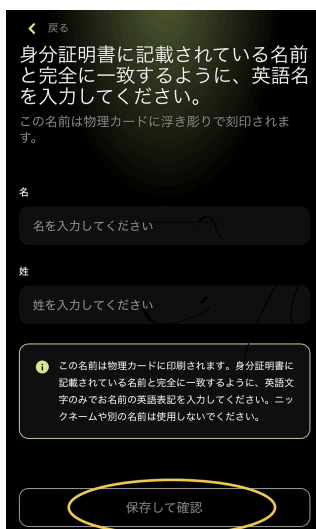 戻る
身分証明書に記載されている名前
と完全に一致するように、英語名
を入力してください。
この名前は物理カードに浮き彫りで刻印されま
す。
名
名を入力してください
姓
姓を入力してください
この名前は物理カードに印刷されます。身分証明書に
記載されている名前と完全に一致するように、英語文
字のみでお名前の英語表記を入力してください。ニッ
クネームや別の名前は使用しないでください。
保存して確認